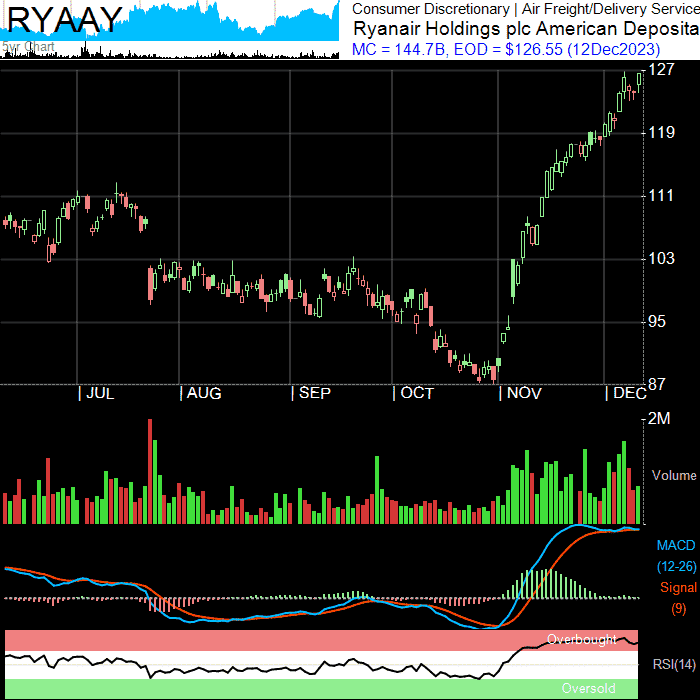 RYAAY
5yr Chart
Consumer Discretionary | Air Freight/Delivery Service
Ryanair Holdings plc American Deposita
MC = 144.7B, EOD = $126.55 (12Dec2023)
127
119
111
103
95
87
| JUL | AUG | SEP | OCT | NOV | DEC
2M
Volume
MACD
(12-26)
Signal
(9)
Overbought
RSI(14)
Oversold